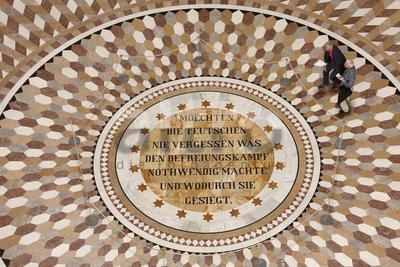 MOECHTEN
DIE TEUTSCHEN
NIE VERGESSEN WAS
DEN BEFREIUNGSKAMPF
NOTHWENDIG MACHTE
UND WODURCH SIE
GESIEGT.